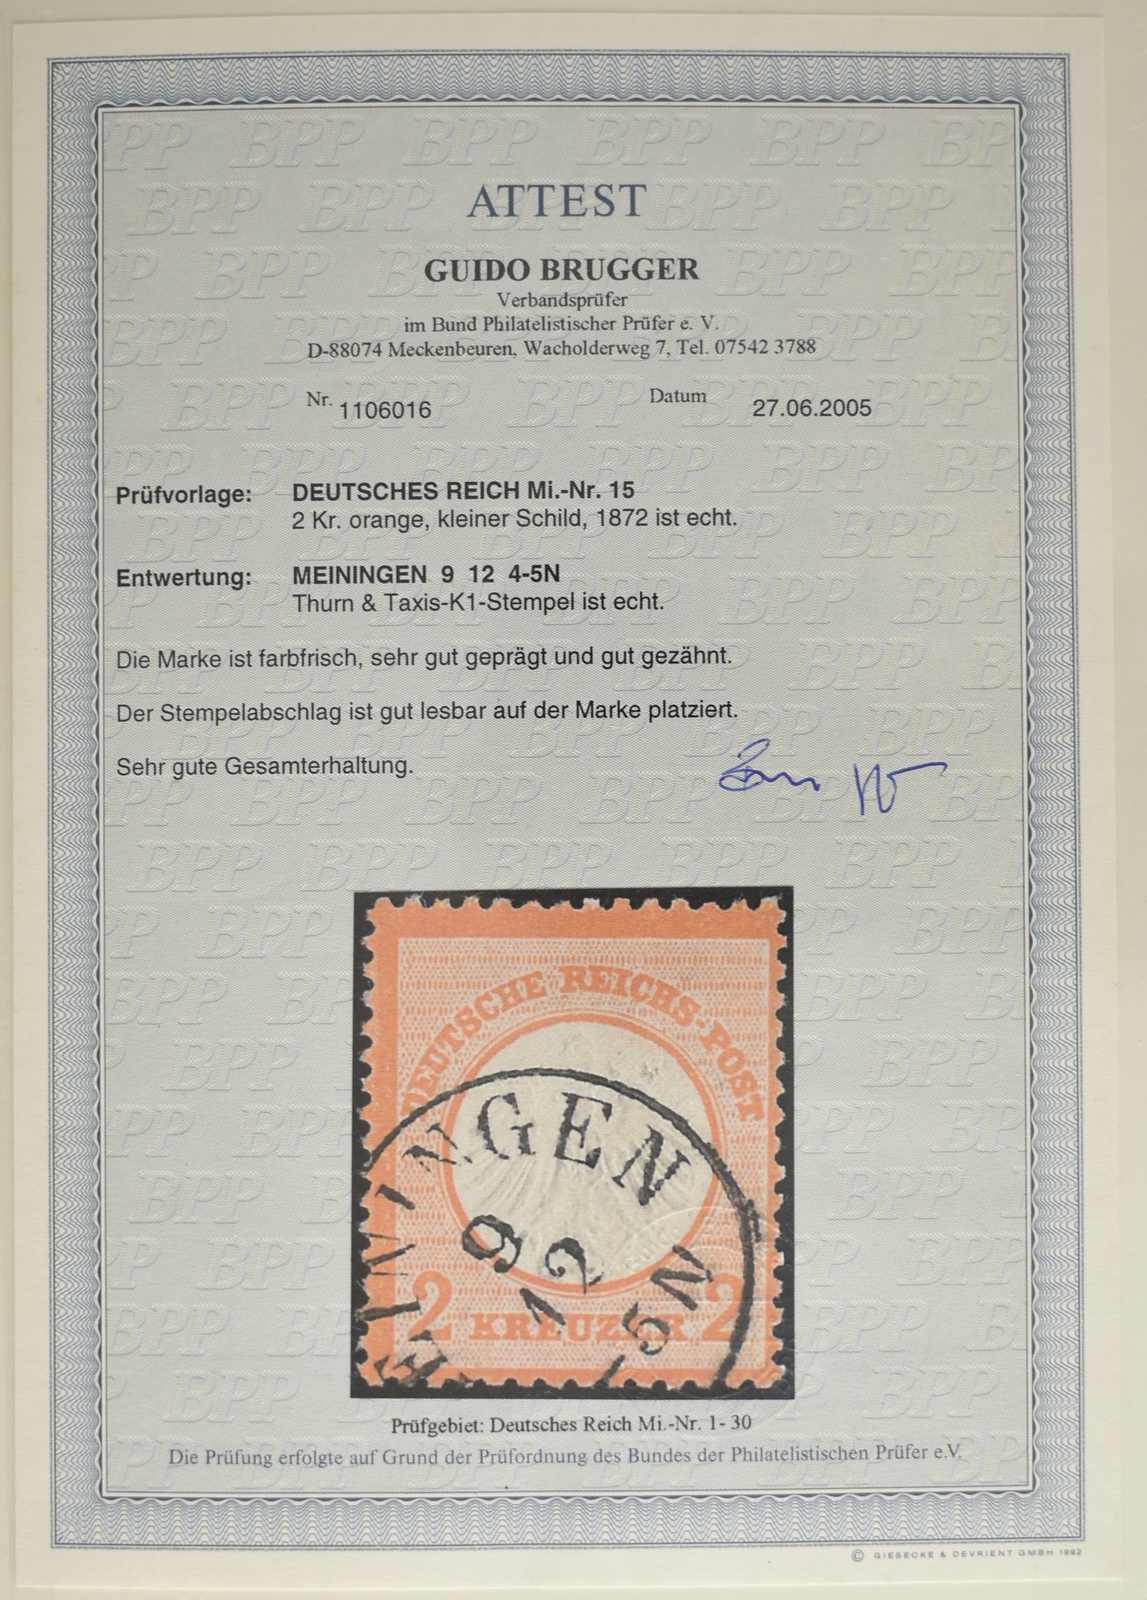 ATTEST
GUIDO BRUGGER
Verbandsprüfer
im Bund Philatelistischer Prüfer e. V.
D-88074 Meckenbeuren, Wacholderweg 7, Tel. 07542 3788
Nr. 1106016 Datum 27.06.2005
Prüfvorlage: DEUTSCHES REICH Mi.-Nr. 15
2 Kr. orange, kleiner Schild, 1872 ist echt.
Entwertung: MEININGEN 9 12 4-5N
Thurn & Taxis-K1-Stempel ist echt.
Die Marke ist farbfrisch, sehr gut geprägt und gut gezähnt.
Der Stempelabschlag ist gut lesbar auf der Marke platziert.
Sehr gute Gesamterhaltung.
DEUTSCHE REICHS-POST
EININGEN
9
12
-5N
2 KREUZER 2
Prüfgebiet: Deutsches Reich Mi.-Nr. 1- 30
Die Prüfung erfolgte auf Grund der Prüfordnung des Bundes der Philatelistischen Prüfer e.V.
© GIESECKE & DEVRIENT GMBH 1992